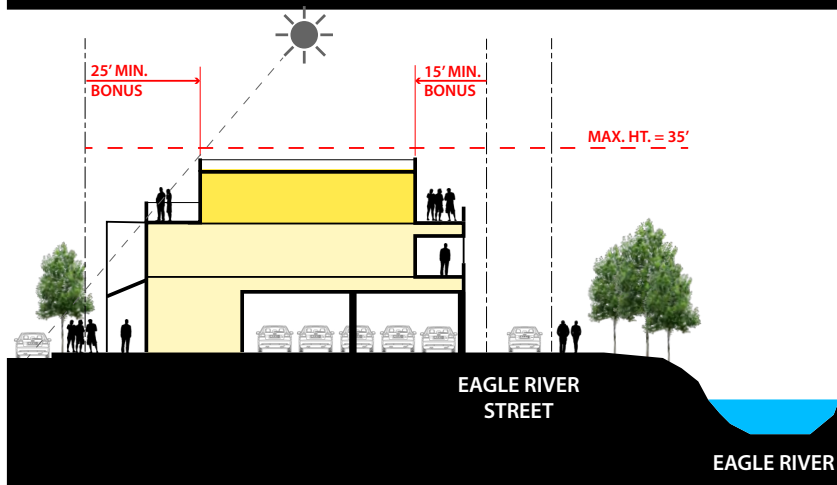 25’ MIN.
BONUS
15’ MIN.
BONUS
MAX. HT. = 35’
EAGLE RIVER
STREET
EAGLE RIVER